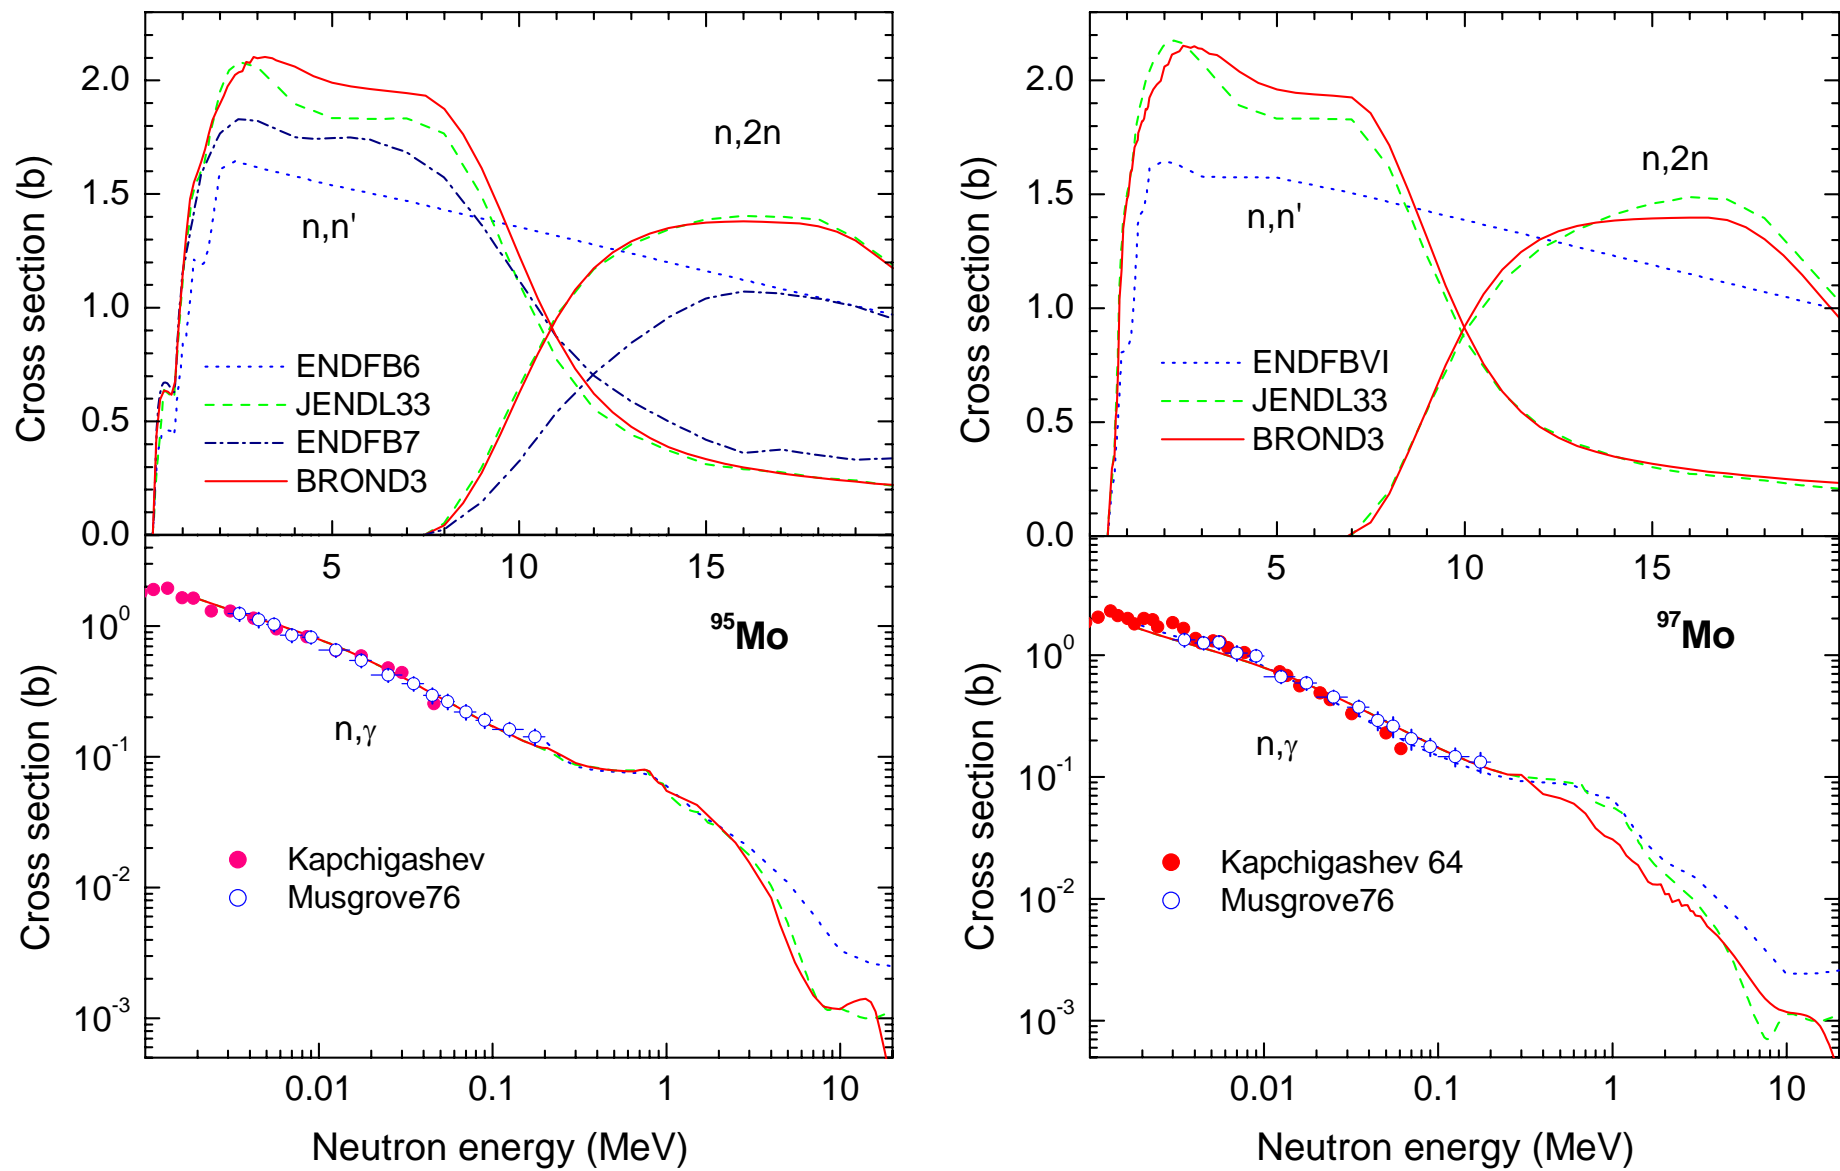 2.0
1.5
1.0
0.5
0.0
Cross section (b)
n,2n
n,n'
ENDFB6
JENDL33
ENDFB7
BROND3
5
10
15
10^0
10^-1
10^-2
10^-3
Cross section (b)
95Mo
n,γ
Kapchigashev
Musgrove76
0.01
0.1
1
10
Neutron energy (MeV)
2.0
1.5
1.0
0.5
0.0
Cross section (b)
n,2n
n,n'
ENDFBVI
JENDL33
BROND3
5
10
15
10^0
10^-1
10^-2
10^-3
Cross section (b)
97Mo
n,γ
Kapchigashev 64
Musgrove76
0.01
0.1
1
10
Neutron energy (MeV)